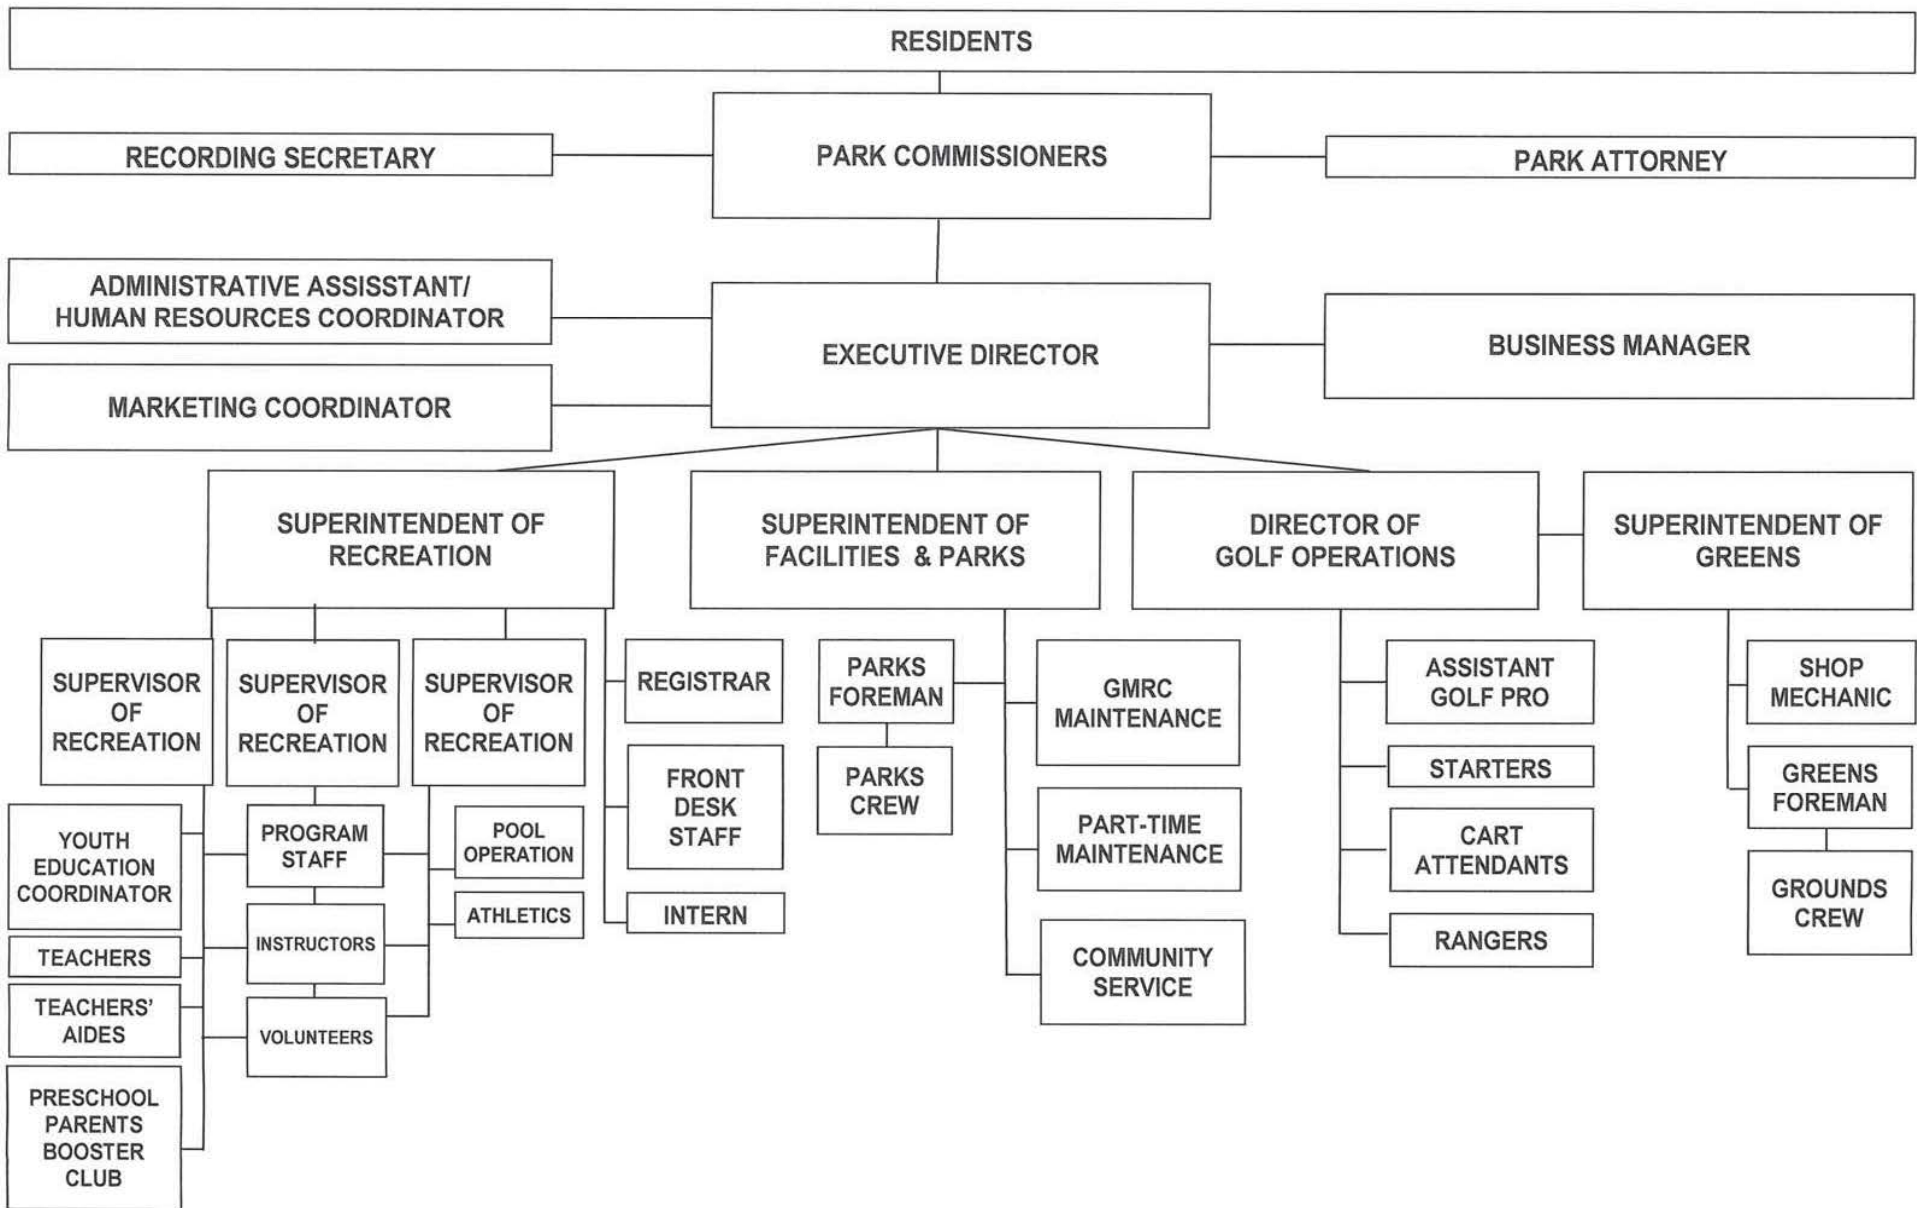 RESIDENTS
RECORDING SECRETARY
PARK COMMISSIONERS
PARK ATTORNEY
ADMINISTRATIVE ASSISSTANT/
HUMAN RESOURCES COORDINATOR
MARKETING COORDINATOR
EXECUTIVE DIRECTOR
BUSINESS MANAGER
SUPERINTENDENT OF
RECREATION
SUPERINTENDENT OF
FACILITIES & PARKS
DIRECTOR OF
GOLF OPERATIONS
SUPERINTENDENT OF
GREENS
SUPERVISOR
OF
RECREATION
SUPERVISOR
OF
RECREATION
SUPERVISOR
OF
RECREATION
YOUTH
EDUCATION
COORDINATOR
TEACHERS
TEACHERS'
AIDES
PRESCHOOL
PARENTS
BOOSTER
CLUB
PROGRAM
STAFF
INSTRUCTORS
VOLUNTEERS
POOL
OPERATION
ATHLETICS
REGISTRAR
FRONT
DESK
STAFF
INTERN
PARKS
FOREMAN
PARKS
CREW
GMRC
MAINTENANCE
PART-TIME
MAINTENANCE
COMMUNITY
SERVICE
ASSISTANT
GOLF PRO
STARTERS
CART
ATTENDANTS
RANGERS
SHOP
MECHANIC
GREENS
FOREMAN
GROUNDS
CREW